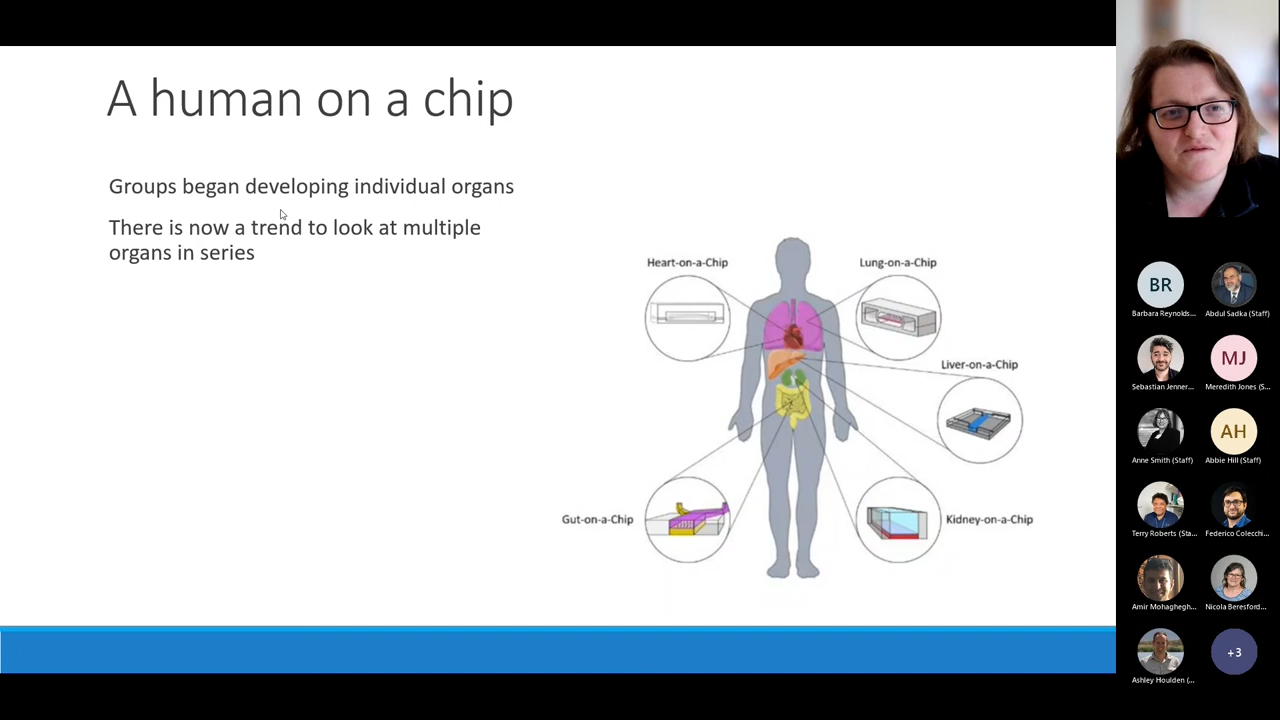 A human on a chip
Groups began developing individual organs
There is now a trend to look at multiple
organs in series
Heart-on-a-Chip
Lung-on-a-Chip
Liver-on-a-Chip
Gut-on-a-Chip
Kidney-on-a-Chip
BR
Barbara Reynolds...
Abdul Sadka (Staff)
Sebastian Jenner...
MJ
Meredith Jones (S...
Anne Smith (Staff)
AH
Abbie Hill (Staff)
Terry Roberts (Sta...
Federico Colecchi...
Amir Mohaghegh...
Nicola Beresford...
Ashley Houlden (...
+3